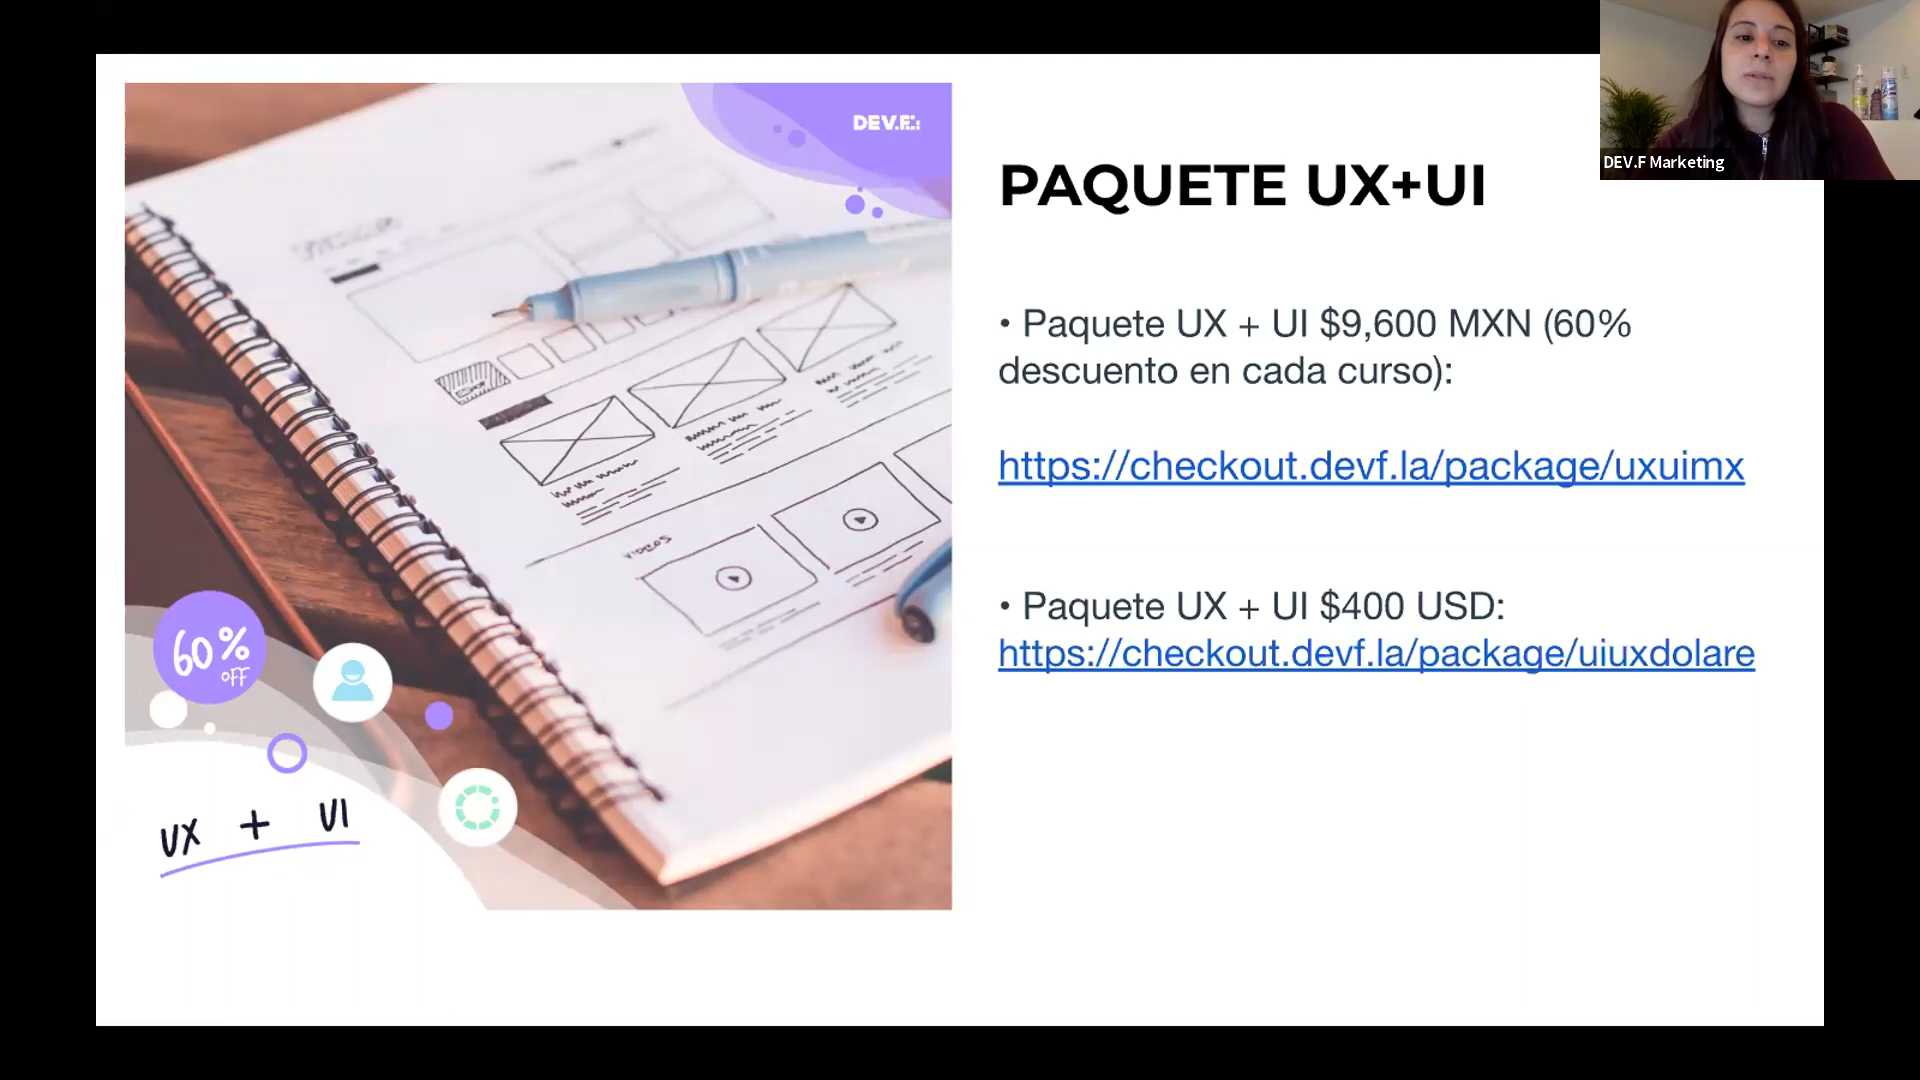 DEV.F.:
DEV.F Marketing
PAQUETE UX+UI
• Paquete UX + UI $9,600 MXN (60%
descuento en cada curso):
https://checkout.devf.la/package/uxuimx
• Paquete UX + UI $400 USD:
https://checkout.devf.la/package/uiuxdolare
VIDEOS
60%
OFF
UX + UI